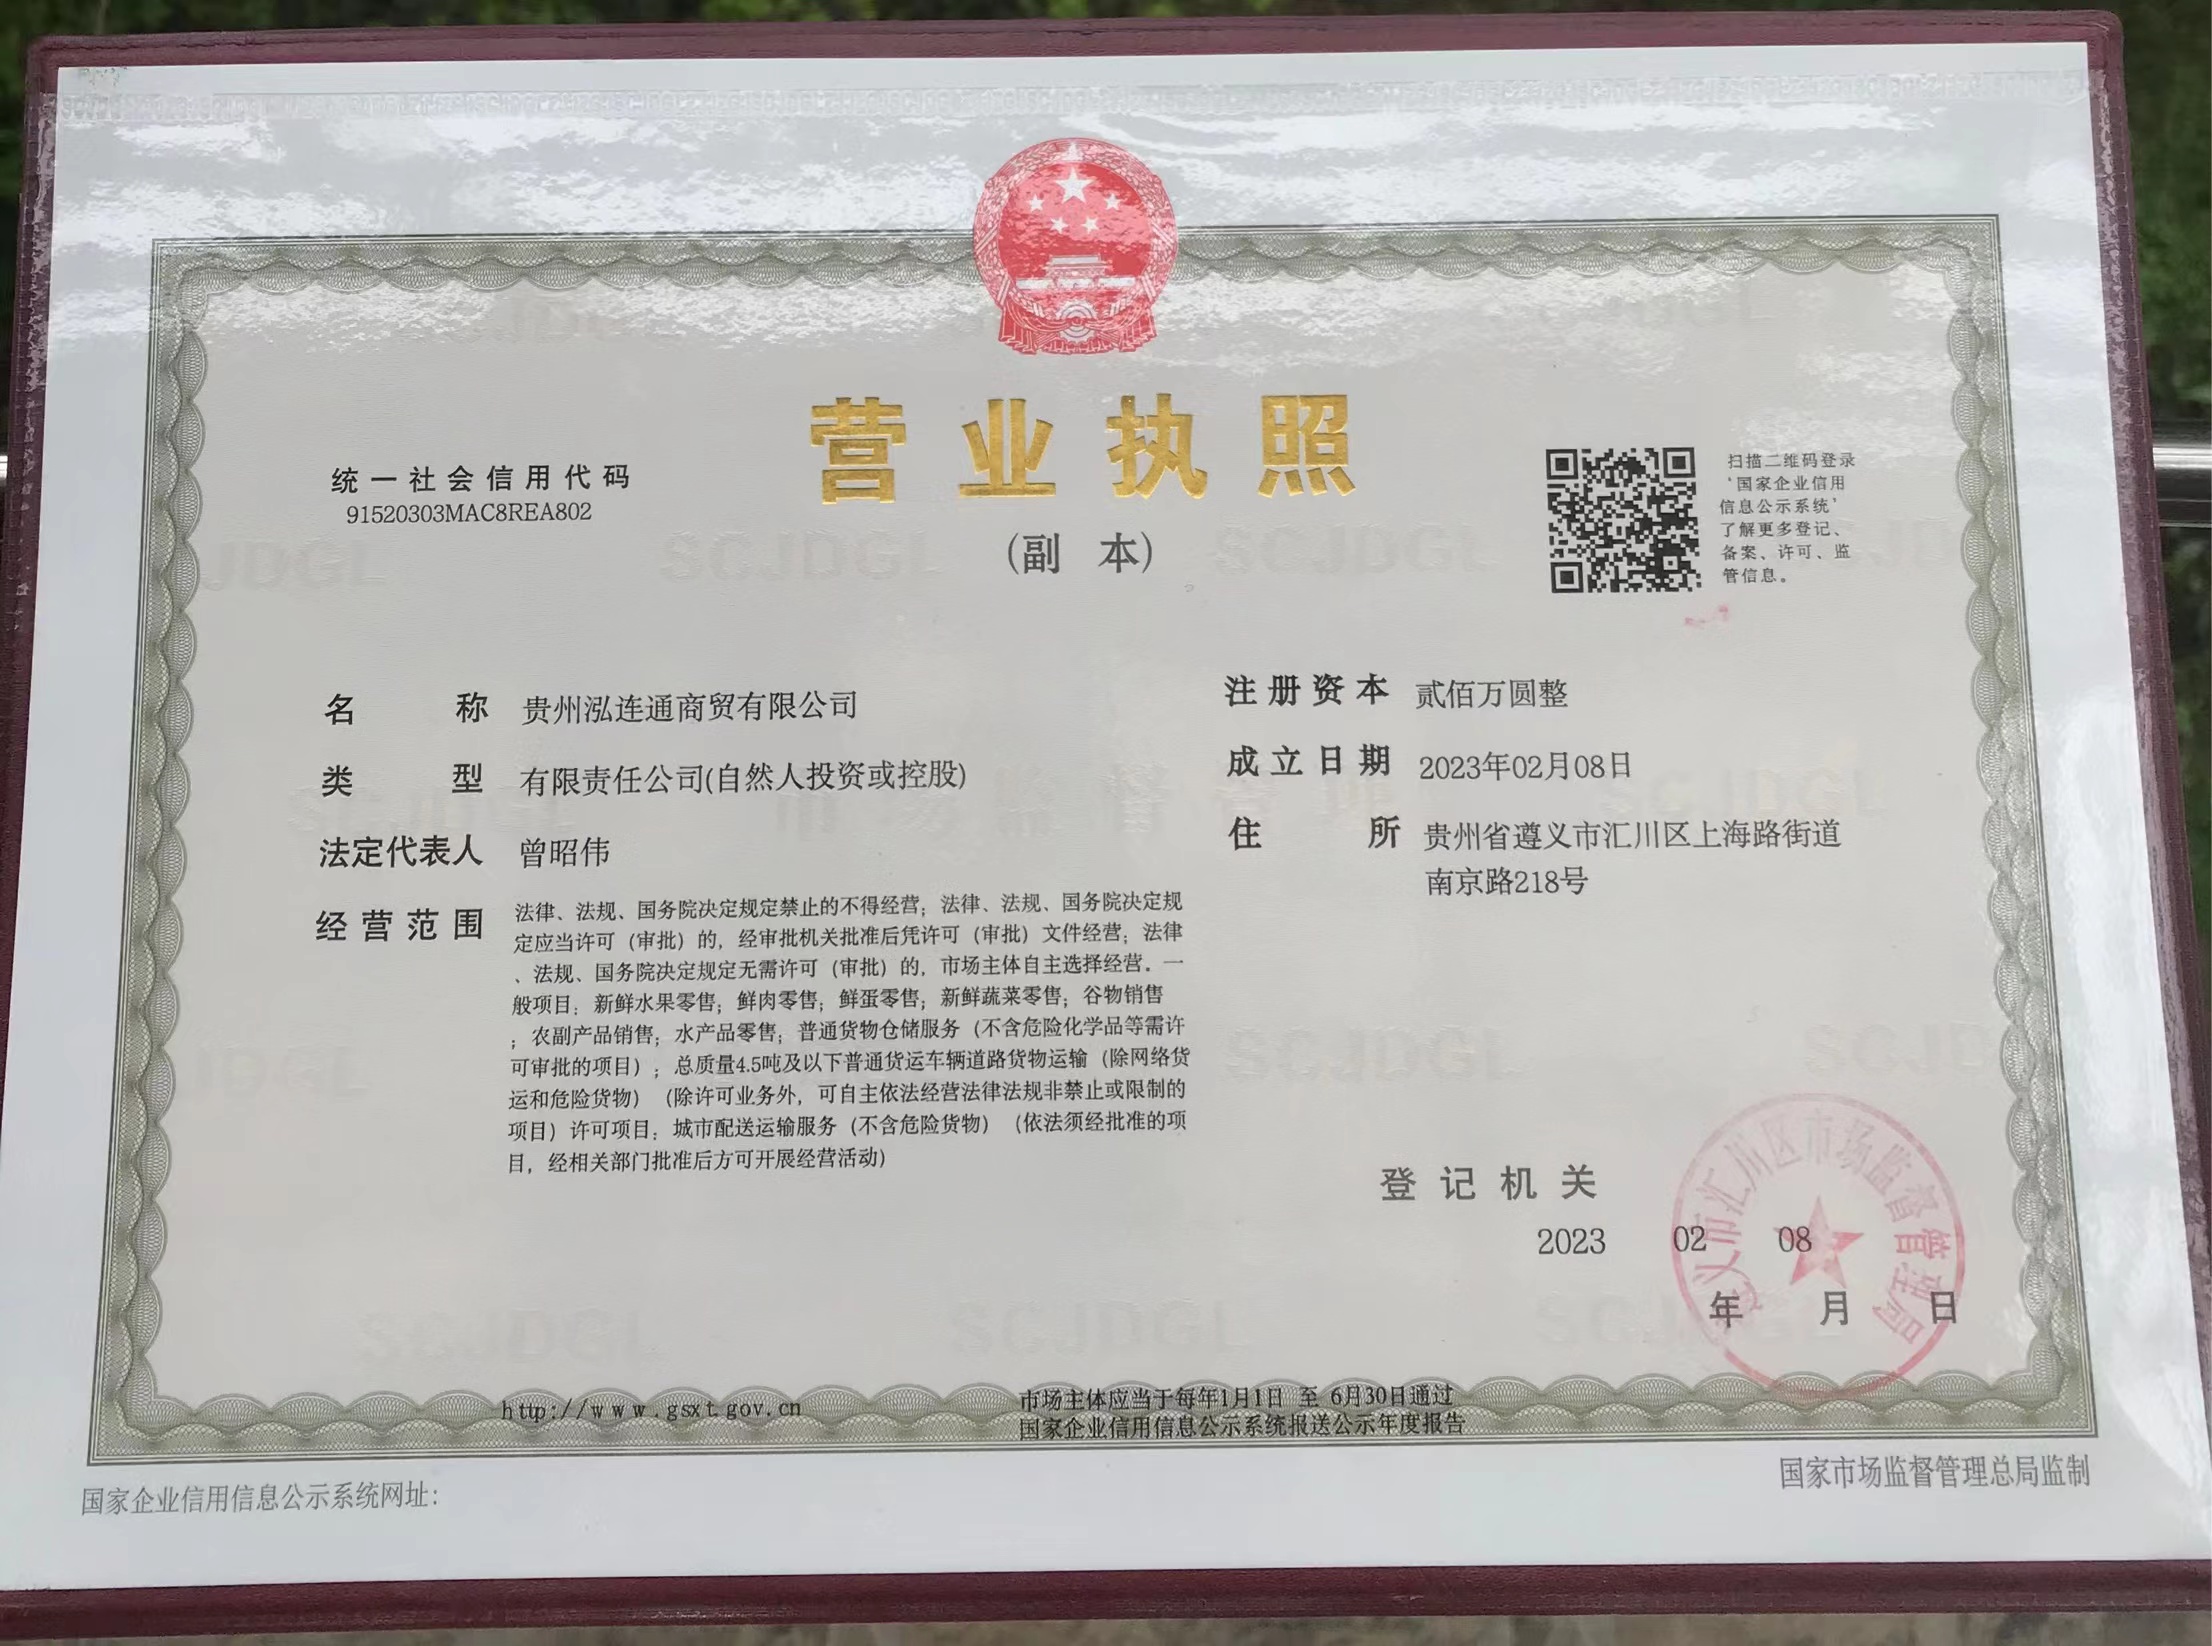 营业执照
(副 本)
统一社会信用代码
91520303MAC8REA802
扫描二维码登录
‘国家企业信用
信息公示系统’
了解更多登记、
备案、许可、监
管信息。
名 称 贵州泓连通商贸有限公司
类 型 有限责任公司(自然人投资或控股)
法定代表人 曾昭伟
经营范围 法律、法规、国务院决定规定禁止的不得经营；法律、法规、国务院决定规
定应当许可（审批）的，经审批机关批准后凭许可（审批）文件经营；法律
、法规、国务院决定规定无需许可（审批）的，市场主体自主选择经营。一
般项目：新鲜水果零售；鲜肉零售；鲜蛋零售；新鲜蔬菜零售；谷物销售
；农副产品销售；水产品零售；普通货物仓储服务（不含危险化学品等需许
可审批的项目）；总质量4.5吨及以下普通货运车辆道路货物运输（除网络货
运和危险货物）（除许可业务外，可自主依法经营法律法规非禁止或限制的
项目）许可项目：城市配送运输服务（不含危险货物）（依法须经批准的项
目，经相关部门批准后方可开展经营活动）
注册资本 贰佰万圆整
成立日期 2023年02月08日
住 所 贵州省遵义市汇川区上海路街道
南京路218号
登记机关
2023 02 08
年 月 日
义市汇川区市场监督管理局
http://www.gsxt.gov.cn
市场主体应当于每年1月1日 至 6月30日通过
国家企业信用信息公示系统报送公示年度报告
国家企业信用信息公示系统网址：
国家市场监督管理总局监制
SCJDGL